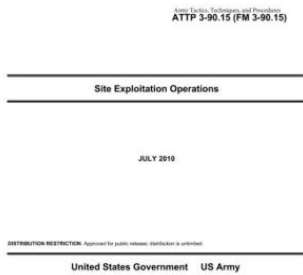 Army Tactics, Techniques, and Procedures
ATTP 3-90.15 (FM 3-90.15)
Site Exploitation Operations
JULY 2010
DISTRIBUTION RESTRICTION: Approved for public release; distribution is unlimited.
United States Government US Army